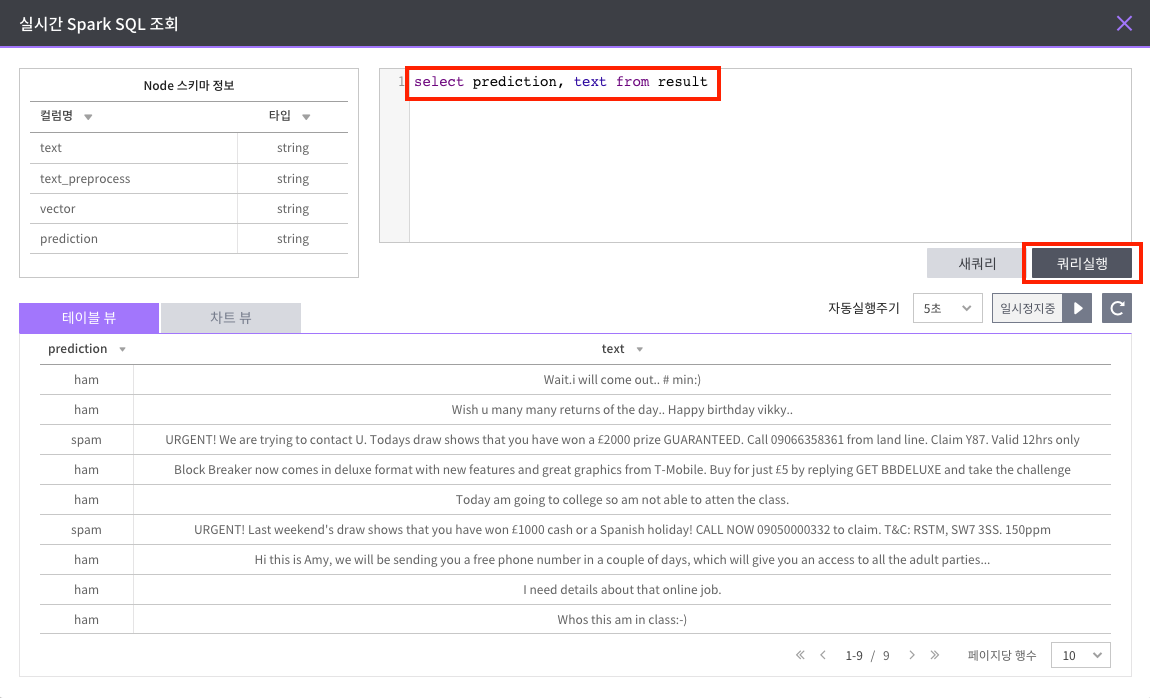 실시간 Spark SQL 조회
Node 스키마 정보
컬럼명 타입
text string
text_preprocess string
vector string
prediction string
1 select prediction, text from result
새쿼리 쿼리실행
테이블 뷰 차트 뷰
자동실행주기 5초 일시정지중
prediction text
ham Wait.i will come out.. # min:)
ham Wish u many many returns of the day.. Happy birthday vikky..
spam URGENT! We are trying to contact U. Todays draw shows that you have won a £2000 prize GUARANTEED. Call 09066358361 from land line. Claim Y87. Valid 12hrs only
ham Block Breaker now comes in deluxe format with new features and great graphics from T-Mobile. Buy for just £5 by replying GET BBDELUXE and take the challenge
ham Today am going to college so am not able to atten the class.
spam URGENT! Last weekend's draw shows that you have won £1000 cash or a Spanish holiday! CALL NOW 09050000332 to claim. T&C: RSTM, SW7 3SS. 150ppm
ham Hi this is Amy, we will be sending you a free phone number in a couple of days, which will give you an access to all the adult parties...
ham I need details about that online job.
ham Whos this am in class:-)
1-9 / 9 페이지당 행수 10